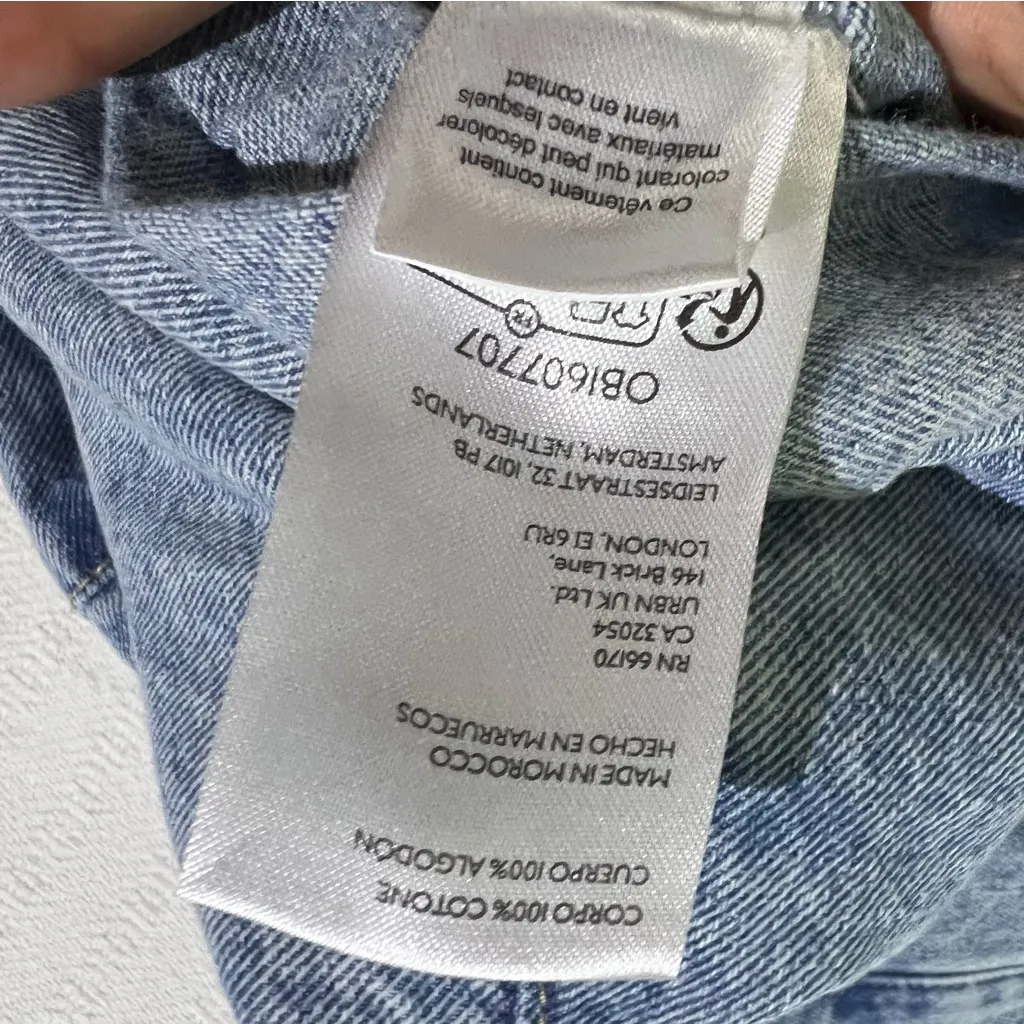 CORPO 100% COTONE
CUERPO 100% ALGODÓN
MADE IN MOROCCO
HECHO EN MARRUECOS
RN 66170
CA 32054
URBN UK Ltd.
146 Brick Lane,
LONDON, E1 6RU
LEIDSESTRAAT 32, 1017 PB
AMSTERDAM, NETHERLANDS
OB1607707
FR
Ce vêtement contient
colorant qui peut décolorer
matériaux avec lesquels
vient en contact